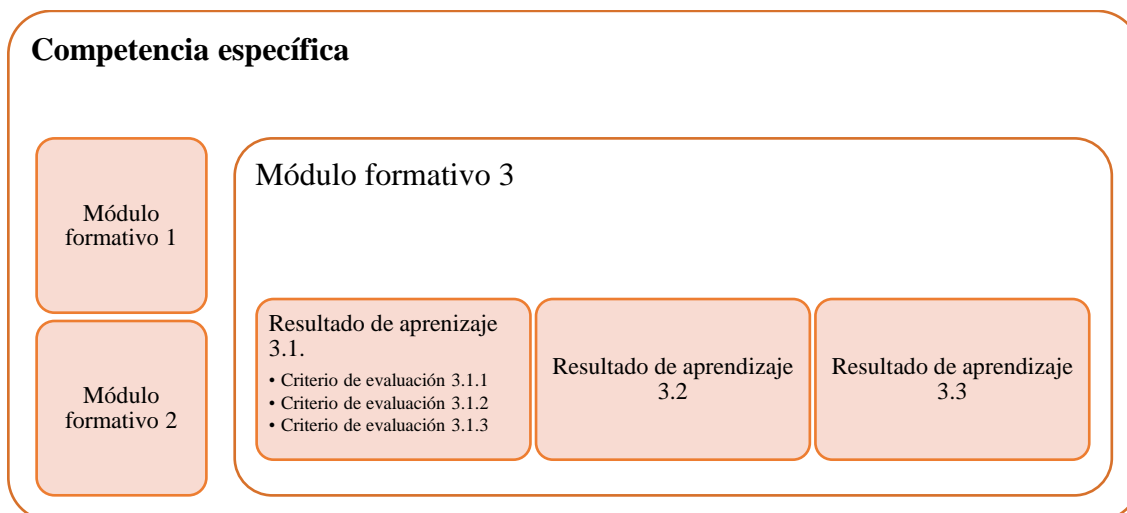 Competencia específica
Módulo
formativo 1
Módulo
formativo 2
Módulo formativo 3
Resultado de aprenizaje
3.1.
• Criterio de evaluación 3.1.1
• Criterio de evaluación 3.1.2
• Criterio de evaluación 3.1.3
Resultado de aprendizaje
3.2
Resultado de aprendizaje
3.3